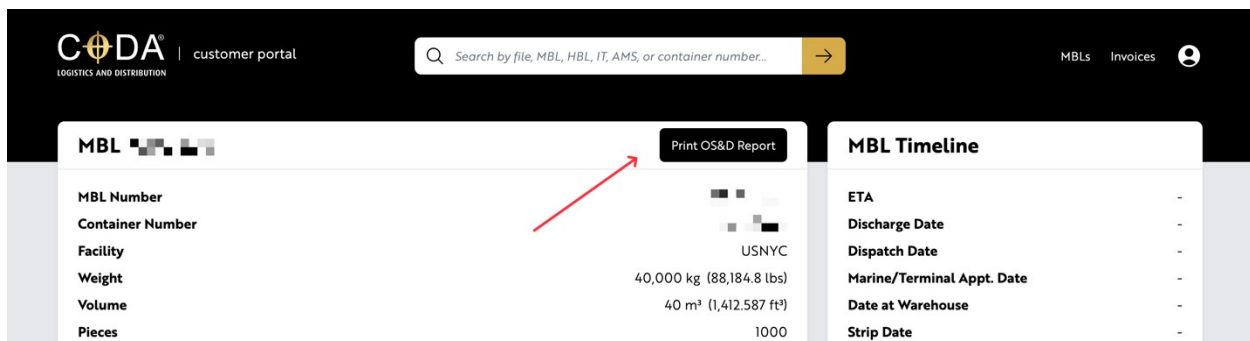 CODA® | customer portal
LOGISTICS AND DISTRIBUTION
Search by file, MBL, HBL, IT, AMS, or container number...
MBLs Invoices
MBL
Print OS&D Report
MBL Number
Container Number
Facility USNYC
Weight 40,000 kg (88,184.8 lbs)
Volume 40 m³ (1,412.587 ft³)
Pieces 1000
MBL Timeline
ETA -
Discharge Date -
Dispatch Date -
Marine/Terminal Appt. Date -
Date at Warehouse -
Strip Date -